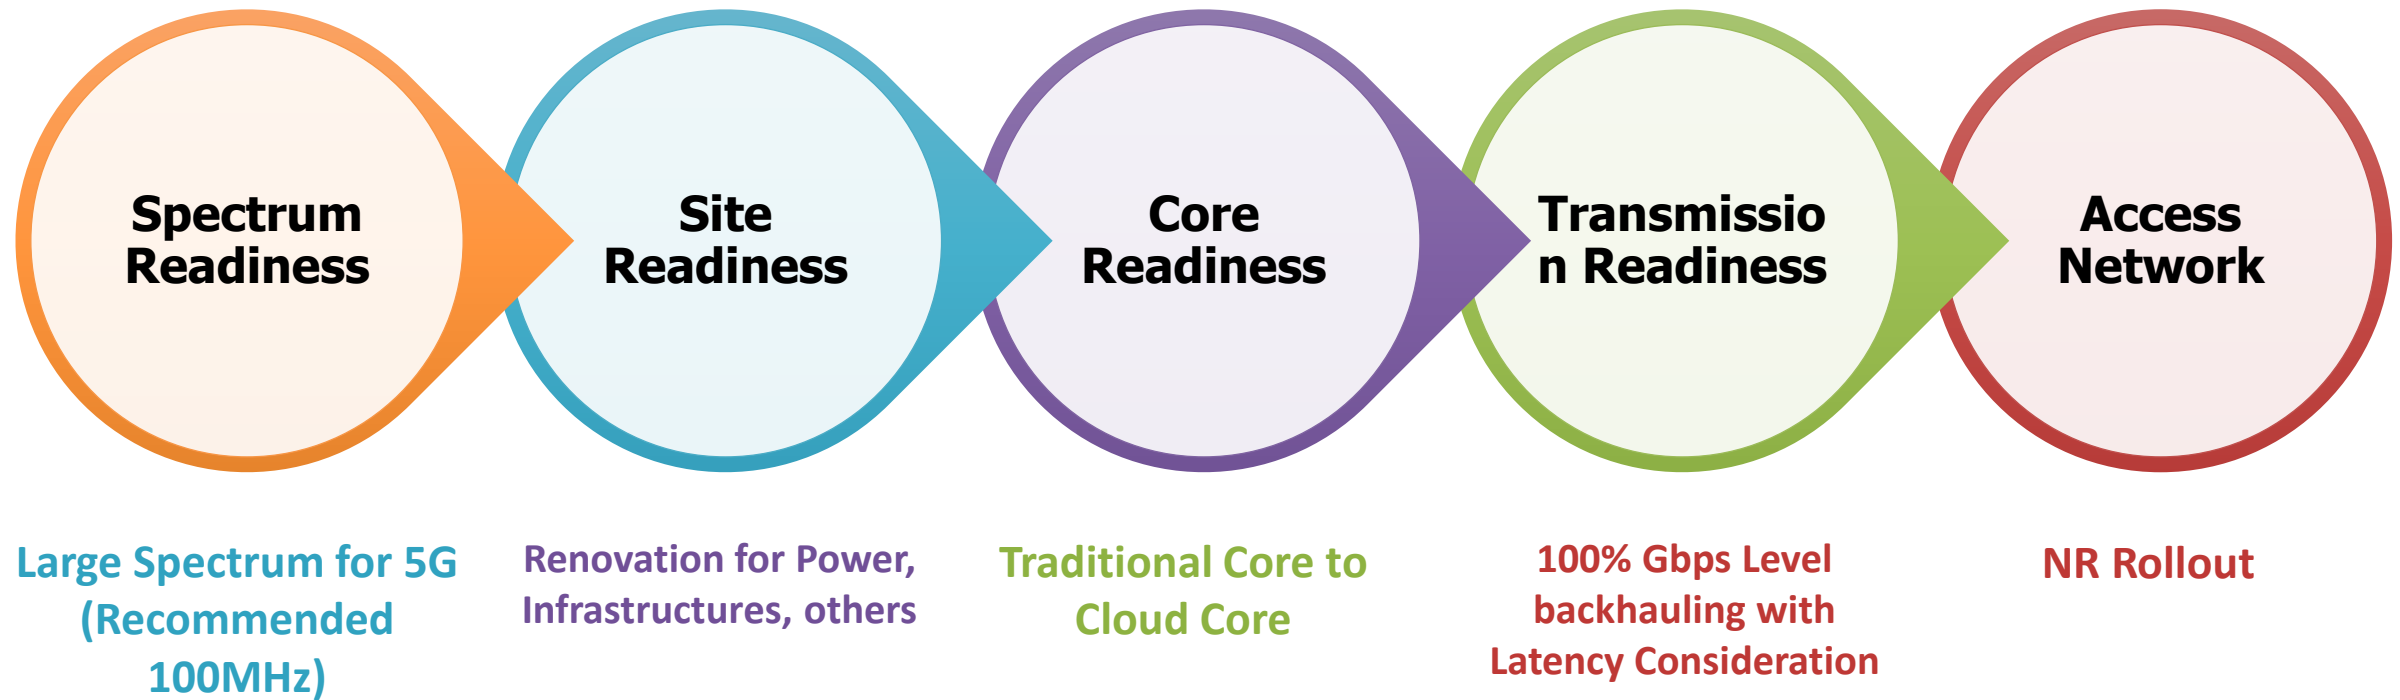 Spectrum
Readiness
Site
Readiness
Core
Readiness
Transmissio
n Readiness
Access
Network
Large Spectrum for 5G
(Recommended
100MHz)
Renovation for Power,
Infrastructures, others
Traditional Core to
Cloud Core
100% Gbps Level
backhauling with
Latency Consideration
NR Rollout